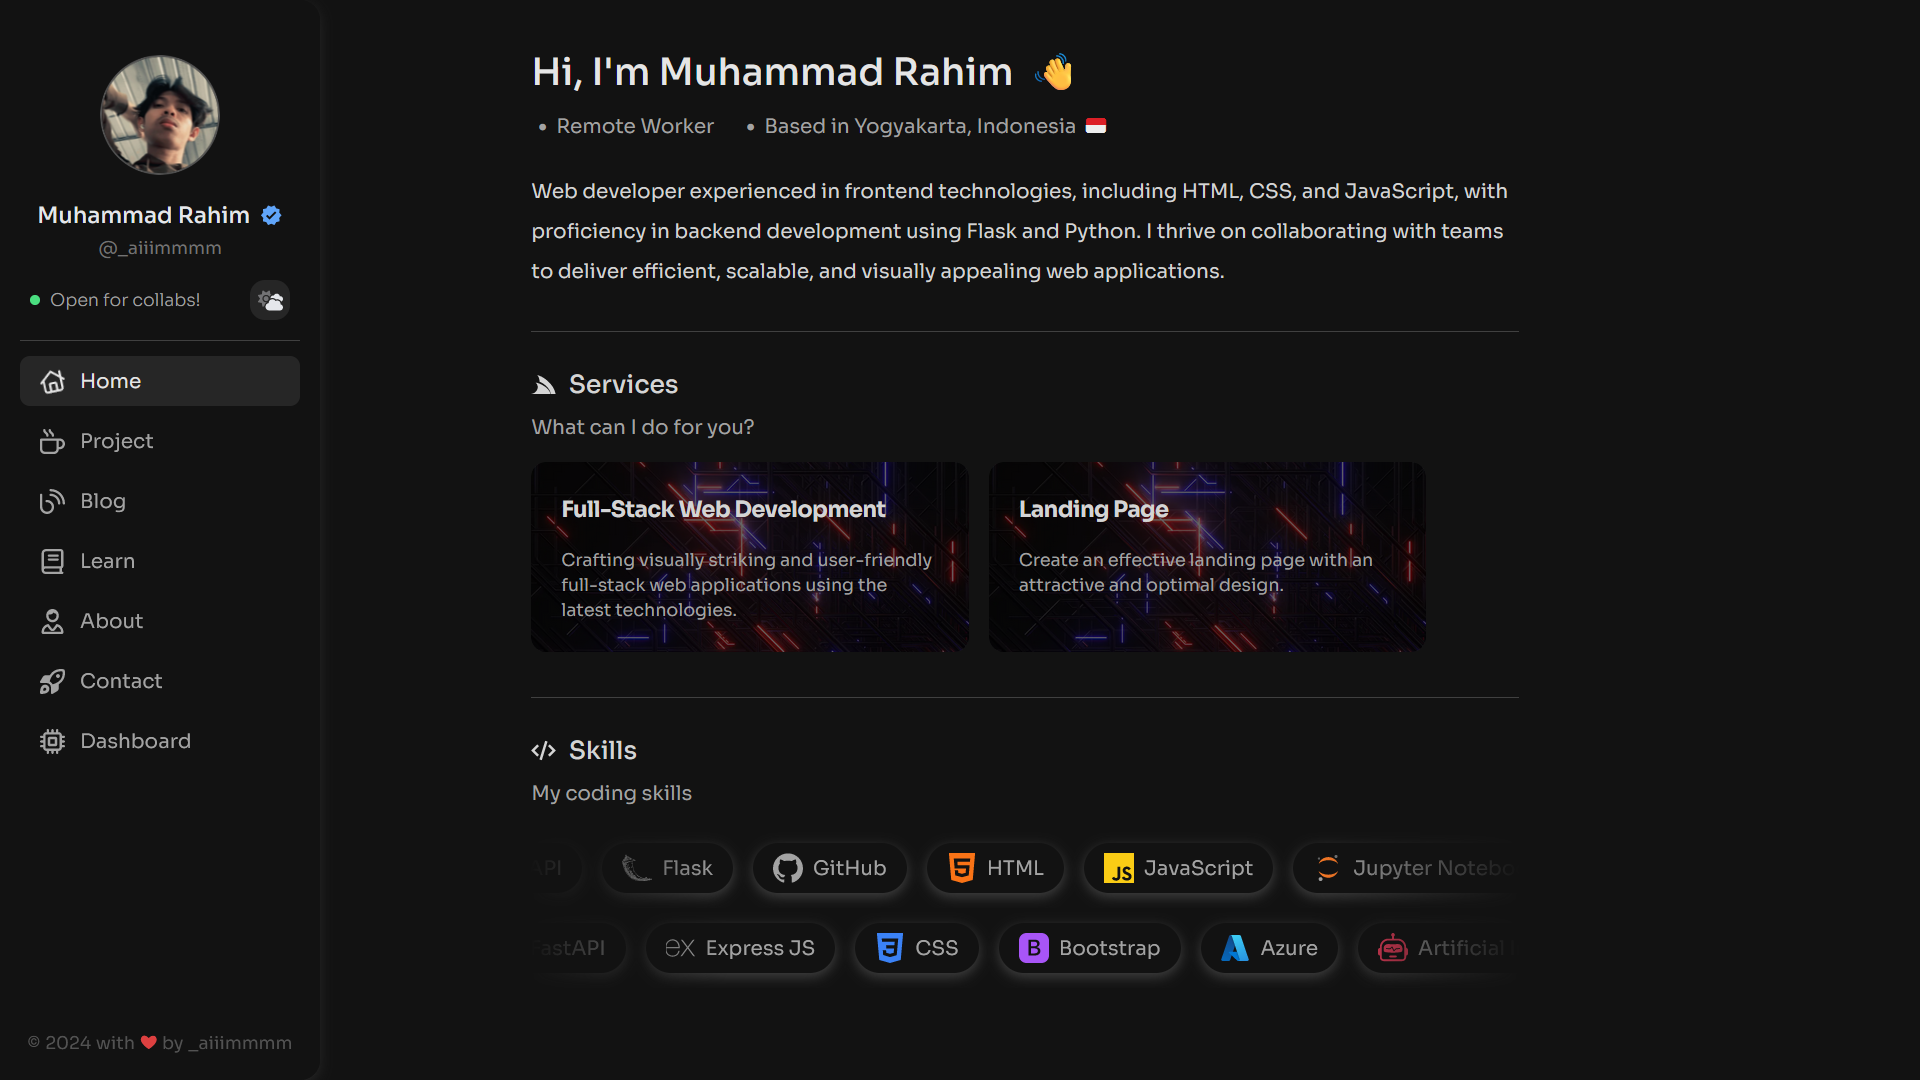 Muhammad Rahim
@_aiiimmmm
Open for collabs!
Home
Project
Blog
Learn
About
Contact
Dashboard
© 2024 with ❤ by _aiiimmmm
Hi, I'm Muhammad Rahim 👋
• Remote Worker • Based in Yogyakarta, Indonesia 🇮🇩
Web developer experienced in frontend technologies, including HTML, CSS, and JavaScript, with
proficiency in backend development using Flask and Python. I thrive on collaborating with teams
to deliver efficient, scalable, and visually appealing web applications.
Services
What can I do for you?
Full-Stack Web Development
Crafting visually striking and user-friendly
full-stack web applications using the
latest technologies.
Landing Page
Create an effective landing page with an
attractive and optimal design.
Skills
My coding skills
API Flask GitHub HTML JS JavaScript Jupyter Notebo
astAPI ex Express JS CSS B Bootstrap Azure Artificial